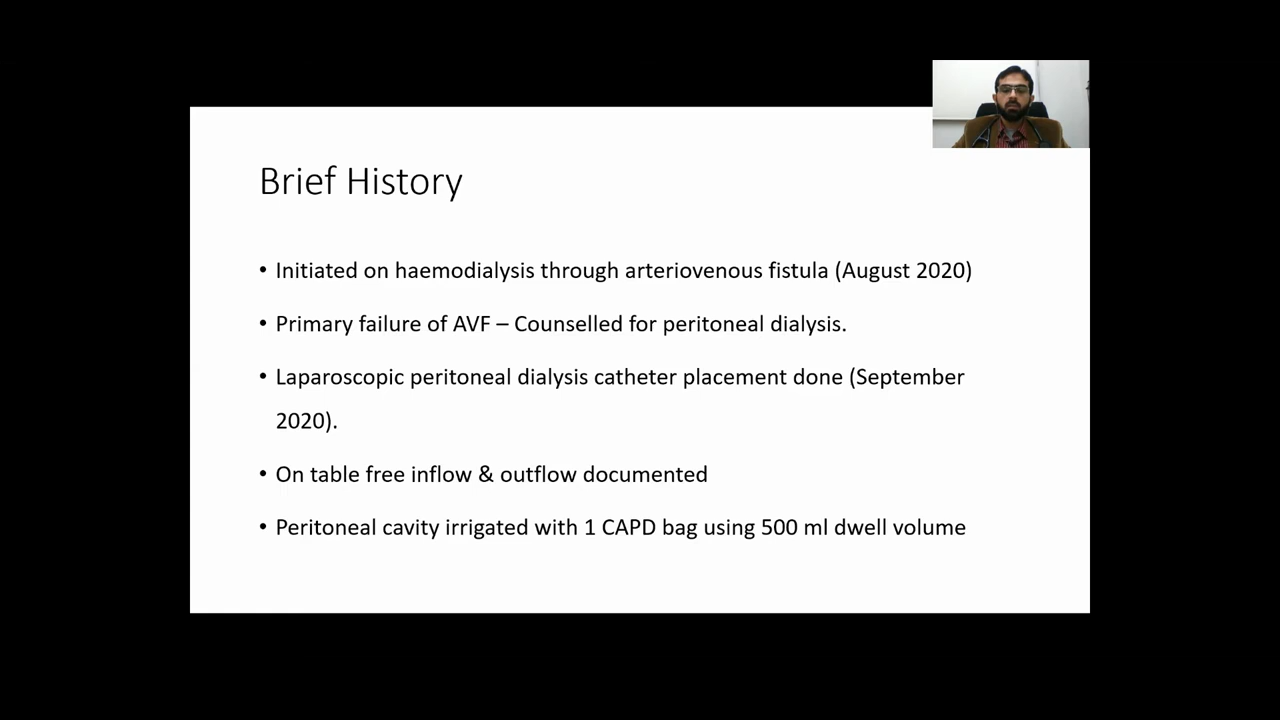 Brief History
• Initiated on haemodialysis through arteriovenous fistula (August 2020)
• Primary failure of AVF – Counselled for peritoneal dialysis.
• Laparoscopic peritoneal dialysis catheter placement done (September
2020).
• On table free inflow & outflow documented
• Peritoneal cavity irrigated with 1 CAPD bag using 500 ml dwell volume